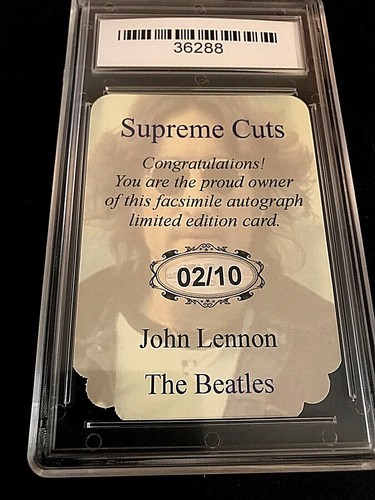 36288
Supreme Cuts
Congratulations!
You are the proud owner
of this facsimile autograph
limited edition card.
02/10
John Lennon
The Beatles